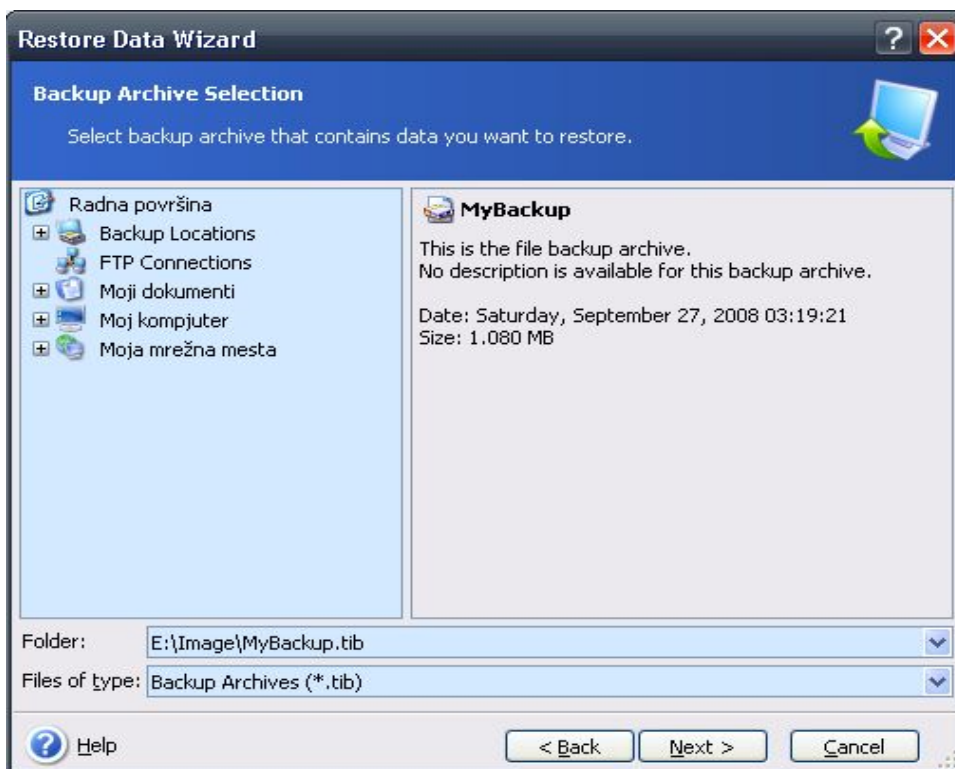 Restore Data Wizard
Backup Archive Selection
Select backup archive that contains data you want to restore.
Radna površina
Backup Locations
FTP Connections
Moji dokumenti
Moj kompjuter
Moja mrežna mesta
MyBackup
This is the file backup archive.
No description is available for this backup archive.
Date: Saturday, September 27, 2008 03:19:21
Size: 1.080 MB
Folder: E:\Image\MyBackup.tib
Files of type: Backup Archives (*.tib)
Help < Back Next > Cancel